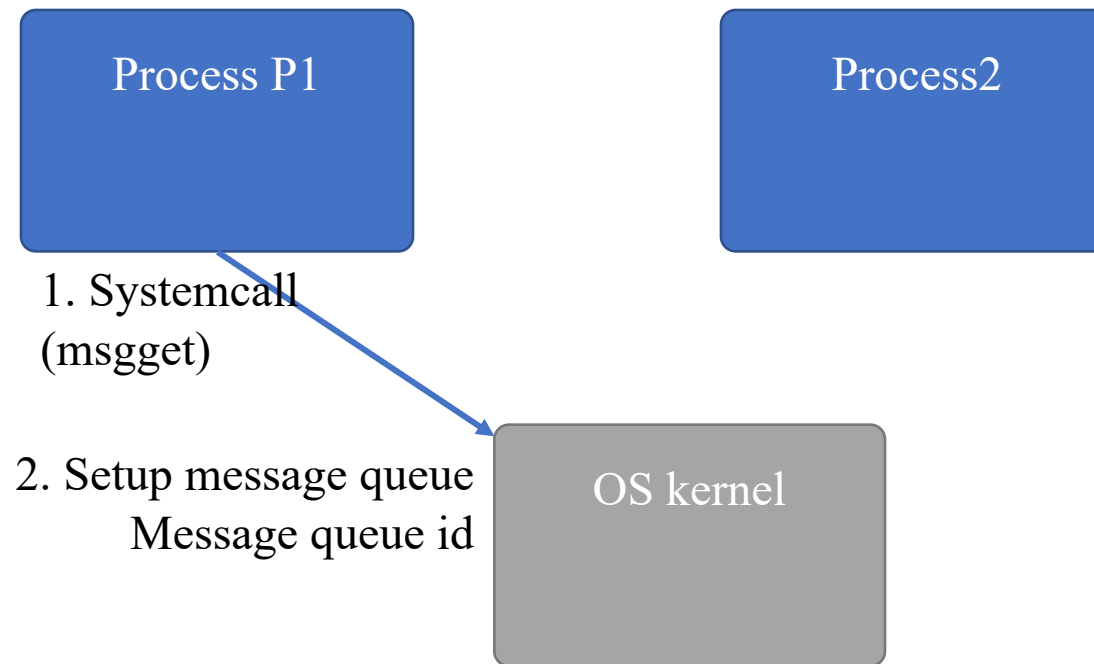 Process P1
Process2
1. Systemcall
(msgget)
2. Setup message queue
Message queue id
OS kernel